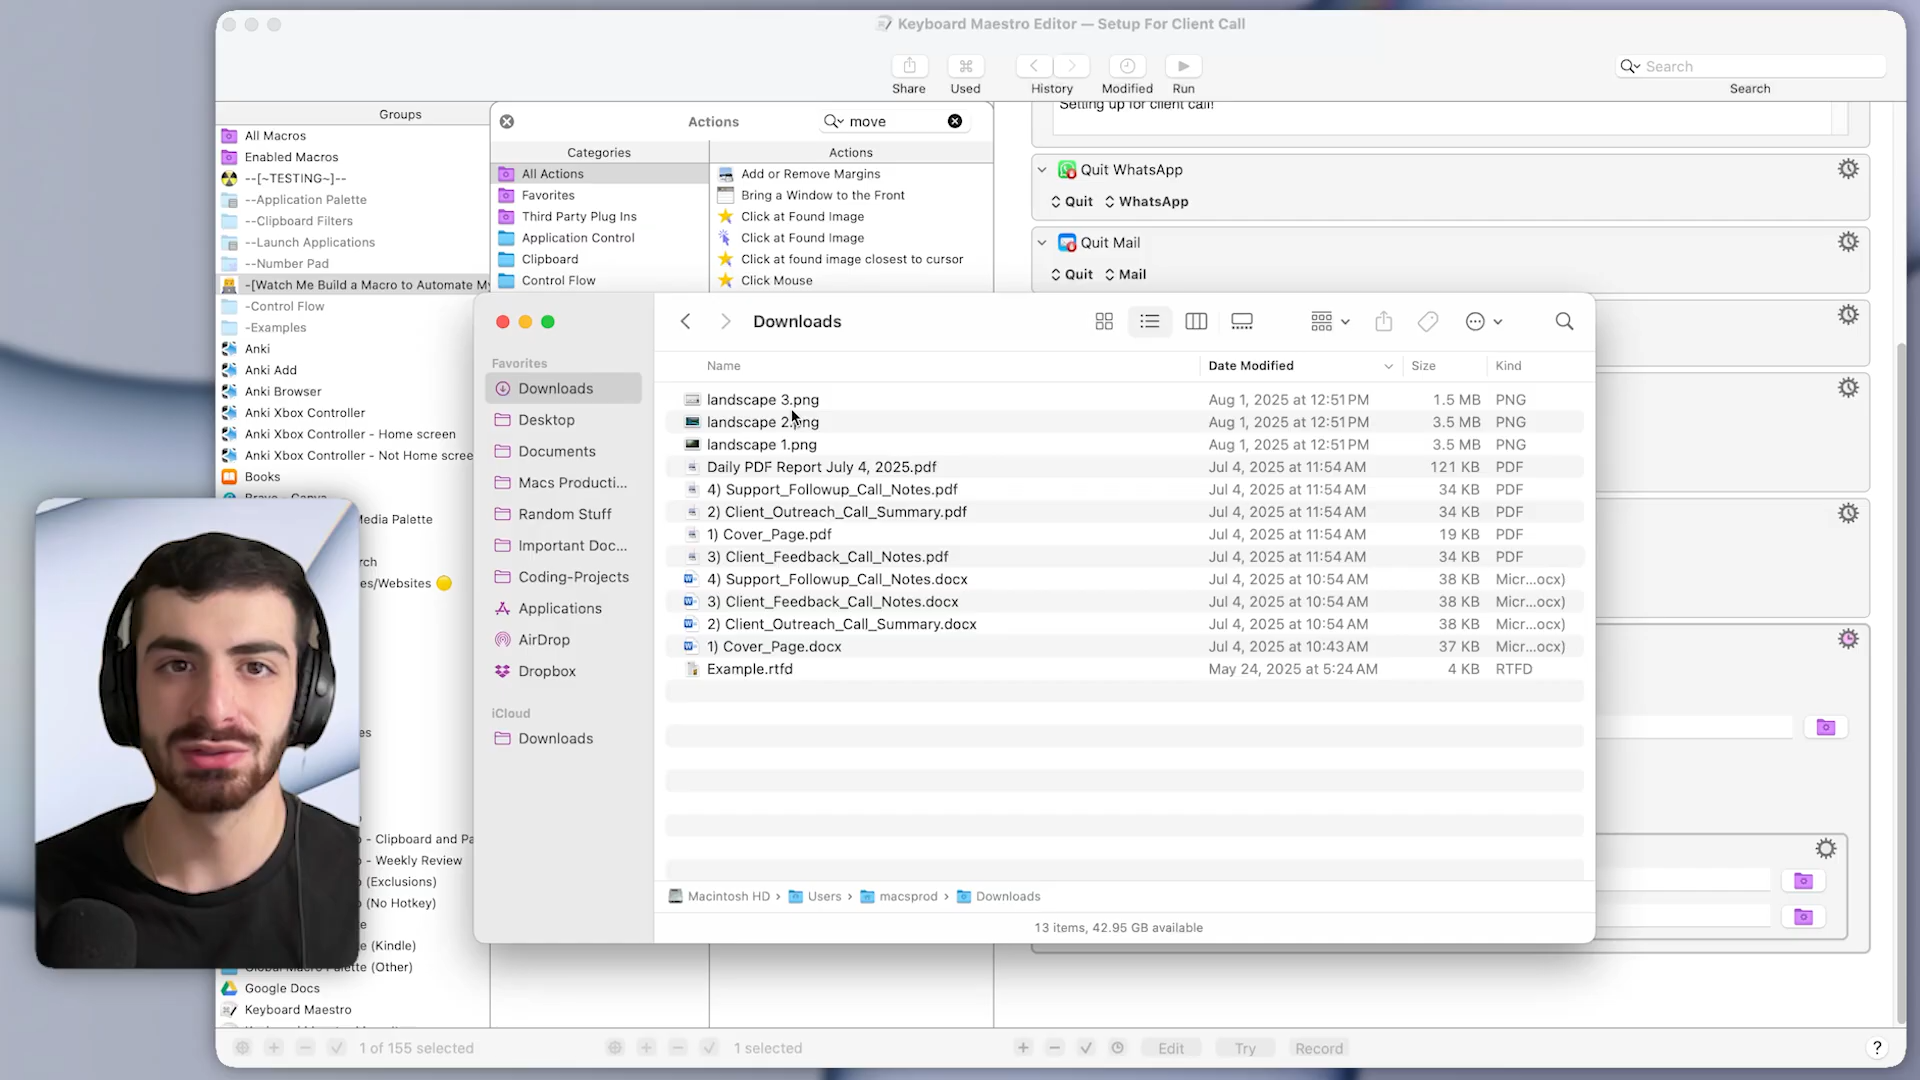 Keyboard Maestro Editor — Setup For Client Call
Share
Used
History
Modified
Run
Search
Search
Groups
All Macros
Enabled Macros
--[~TESTING~]--
--Application Palette
--Clipboard Filters
--Launch Applications
--Number Pad
-[Watch Me Build a Macro to Automate My
-Control Flow
-Examples
Anki
Anki Add
Anki Browser
Anki Xbox Controller
Anki Xbox Controller - Home screen
Anki Xbox Controller - Not Home scree
Books
Media Palette
rch
es/Websites
es
o - Clipboard and Pa
o - Weekly Review
o (Exclusions)
o (No Hotkey)
te
te (Kindle)
Global Macro Palette (Other)
Google Docs
Keyboard Maestro
1 of 155 selected
Actions
move
Categories
All Actions
Favorites
Third Party Plug Ins
Application Control
Clipboard
Control Flow
Actions
Add or Remove Margins
Bring a Window to the Front
Click at Found Image
Click at Found Image
Click at found image closest to cursor
Click Mouse
1 selected
Setting up for client call!
Quit WhatsApp
Quit WhatsApp
Quit Mail
Quit Mail
Edit
Try
Record
?
Downloads
Favorites
Downloads
Desktop
Documents
Macs Producti...
Random Stuff
Important Doc...
Coding-Projects
Applications
AirDrop
Dropbox
iCloud
Downloads
Name Date Modified Size Kind
landscape 3.png Aug 1, 2025 at 12:51 PM 1.5 MB PNG
landscape 2.png Aug 1, 2025 at 12:51 PM 3.5 MB PNG
landscape 1.png Aug 1, 2025 at 12:51 PM 3.5 MB PNG
Daily PDF Report July 4, 2025.pdf Jul 4, 2025 at 11:54 AM 121 KB PDF
4) Support_Followup_Call_Notes.pdf Jul 4, 2025 at 11:54 AM 34 KB PDF
2) Client_Outreach_Call_Summary.pdf Jul 4, 2025 at 11:54 AM 34 KB PDF
1) Cover_Page.pdf Jul 4, 2025 at 11:54 AM 19 KB PDF
3) Client_Feedback_Call_Notes.pdf Jul 4, 2025 at 11:54 AM 34 KB PDF
4) Support_Followup_Call_Notes.docx Jul 4, 2025 at 10:54 AM 38 KB Micr...ocx)
3) Client_Feedback_Call_Notes.docx Jul 4, 2025 at 10:54 AM 38 KB Micr...ocx)
2) Client_Outreach_Call_Summary.docx Jul 4, 2025 at 10:54 AM 38 KB Micr...ocx)
1) Cover_Page.docx Jul 4, 2025 at 10:43 AM 37 KB Micr...ocx)
Example.rtfd May 24, 2025 at 5:24 AM 4 KB RTFD
Macintosh HD › Users › macsprod › Downloads
13 items, 42.95 GB available